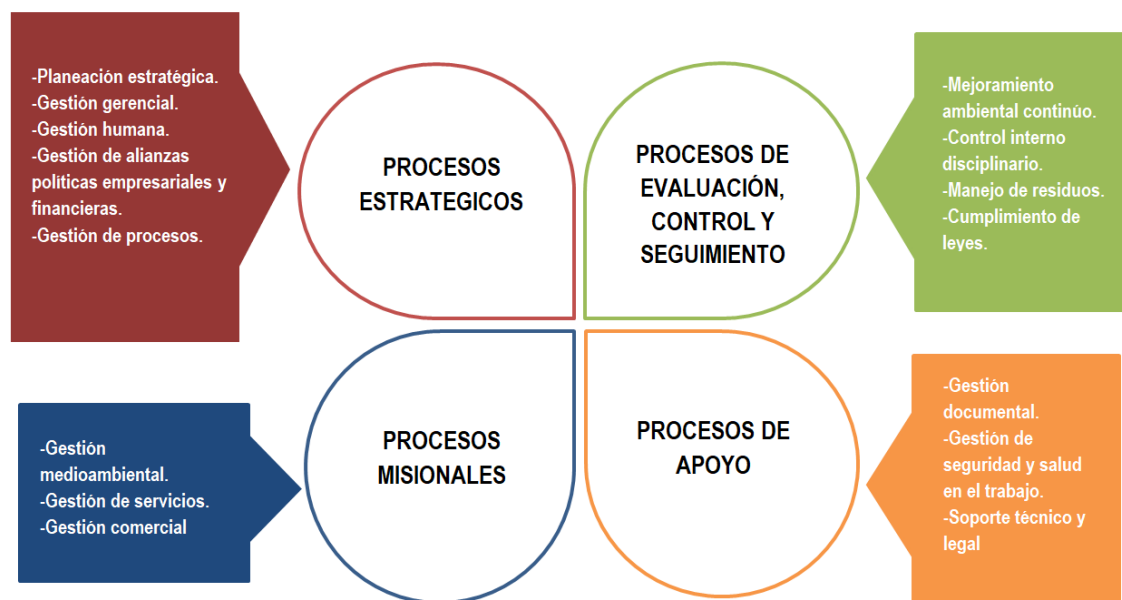 -Planeación estratégica.
-Gestión gerencial.
-Gestión humana.
-Gestión de alianzas
politicas empresariales y
financieras.
-Gestión de procesos.
PROCESOS
ESTRATEGICOS
PROCESOS DE
EVALUACIÓN,
CONTROL Y
SEGUIMIENTO
-Mejoramiento
ambiental continúo.
-Control interno
disciplinario.
-Manejo de residuos.
-Cumplimiento de
leyes.
-Gestión
medioambiental.
-Gestión de servicios.
-Gestión comercial
PROCESOS
MISIONALES
PROCESOS DE
APOYO
-Gestión
documental.
-Gestión de
seguridad y salud
en el trabajo.
-Soporte técnico y
legal